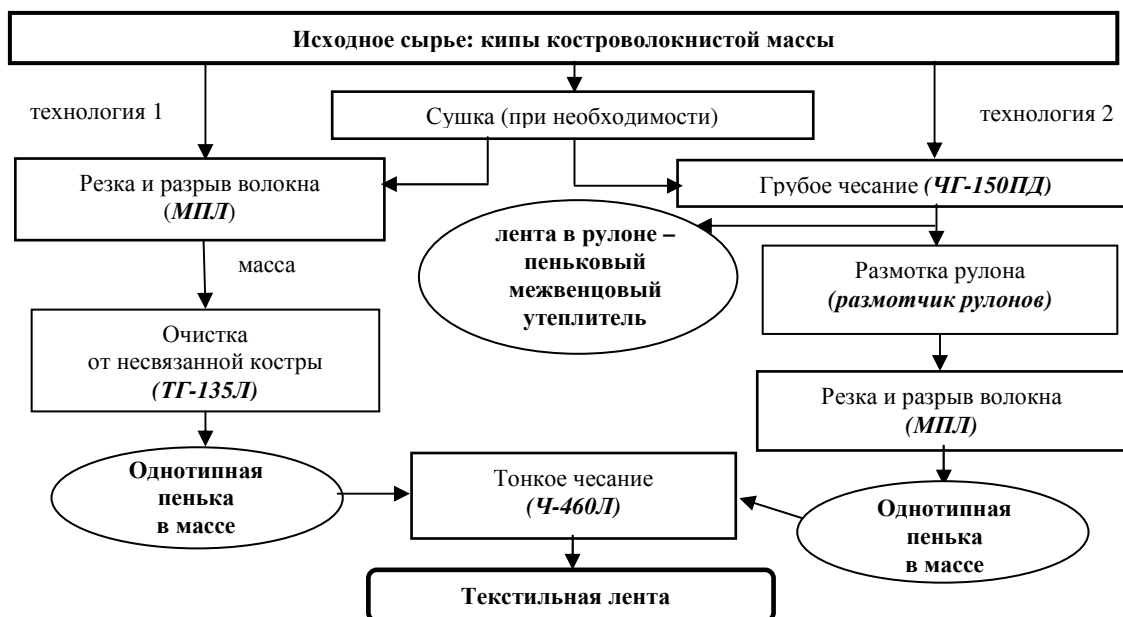 Исходное сырье: кипы костроволокнистой массы
технология 1
Сушка (при необходимости)
технология 2
Резка и разрыв волокна
(МПЛ)
Грубое чесание (ЧГ-150ПД)
масса
лента в рулоне –
пеньковый
межвенцовый
утеплитель
Размотка рулона
(размотчик рулонов)
Очистка
от несвязанной костры
(ТГ-135Л)
Резка и разрыв волокна
(МПЛ)
Однотипная
пенька
в массе
Тонкое чесание
(Ч-460Л)
Однотипная
пенька
в массе
Текстильная лента